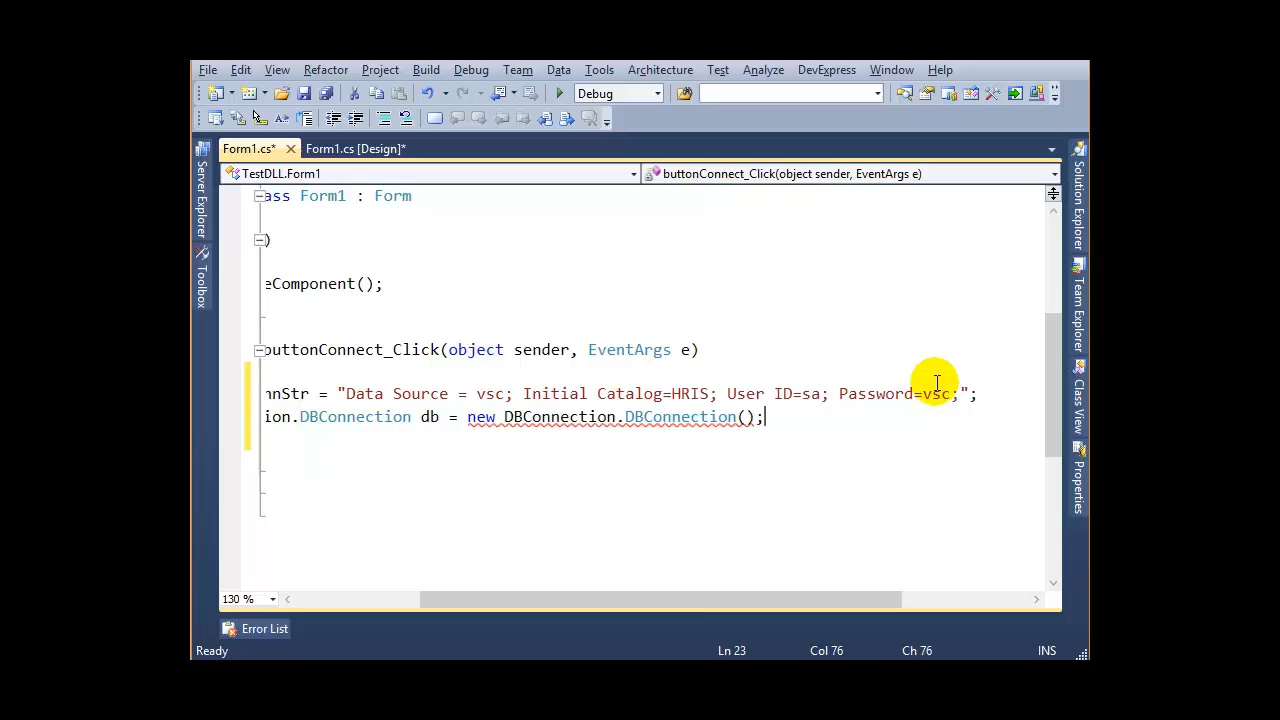 File Edit View Refactor Project Build Debug Team Data Tools Architecture Test Analyze DevExpress Window Help
Debug
Form1.cs* Form1.cs [Design]*
TestDLL.Form1 buttonConnect_Click(object sender, EventArgs e)
ass Form1 : Form
)
eComponent();
buttonConnect_Click(object sender, EventArgs e)
nnStr = "Data Source = vsc; Initial Catalog=HRIS; User ID=sa; Password=vsc;";
ion.DBConnection db = new DBConnection.DBConnection();
130 %
Error List
Ready Ln 23 Col 76 Ch 76 INS
Server Explorer
Toolbox
Solution Explorer
Team Explorer
Class View
Properties